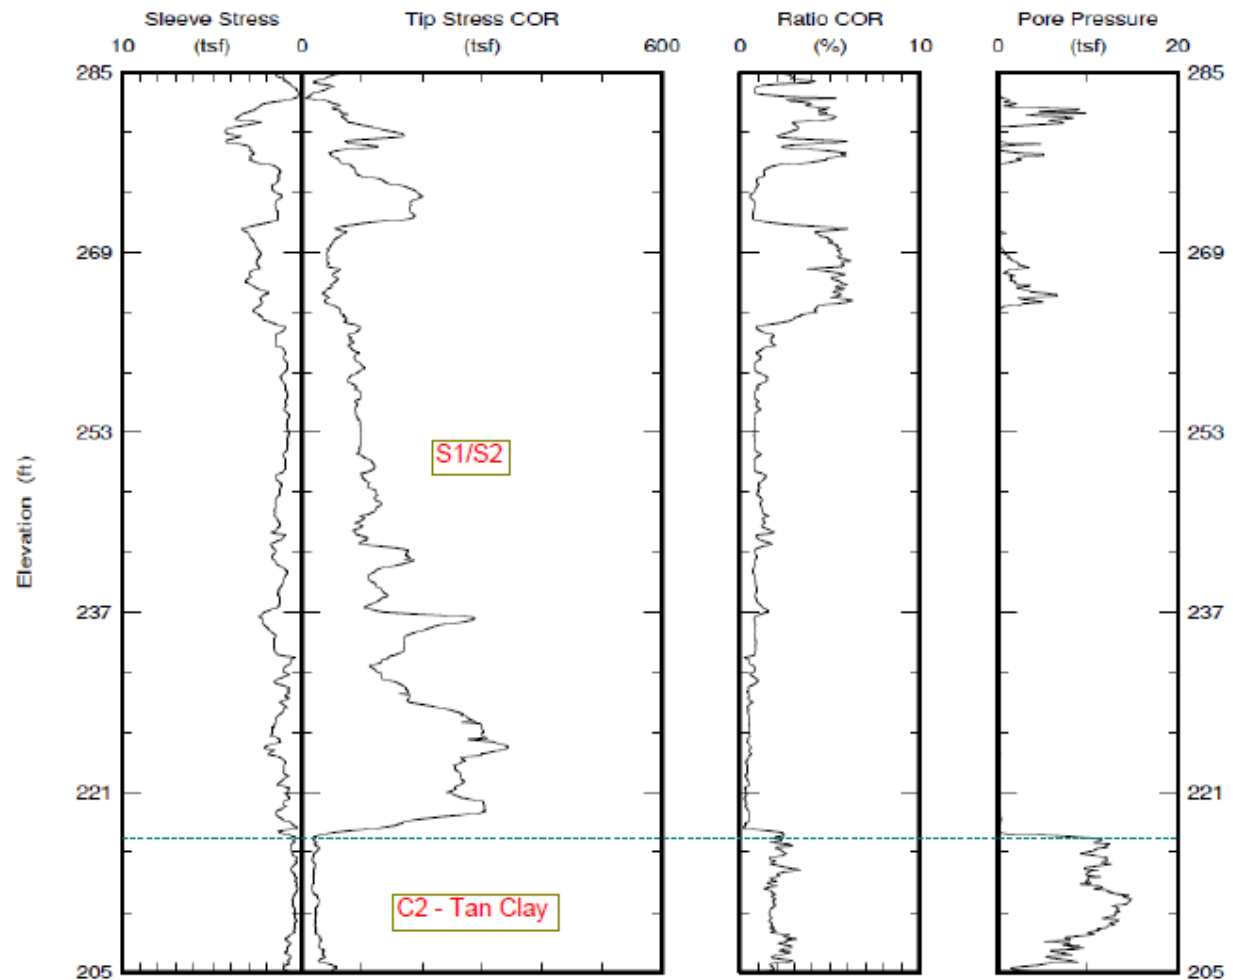 Sleeve Stress Tip Stress COR Ratio COR Pore Pressure
10 (tsf) 0 (tsf) 600 0 (%) 10 0 (tsf) 20
285 285
269 269
253 253
S1/S2
Elevation (ft)
237 237
221 221
C2 - Tan Clay
205 205